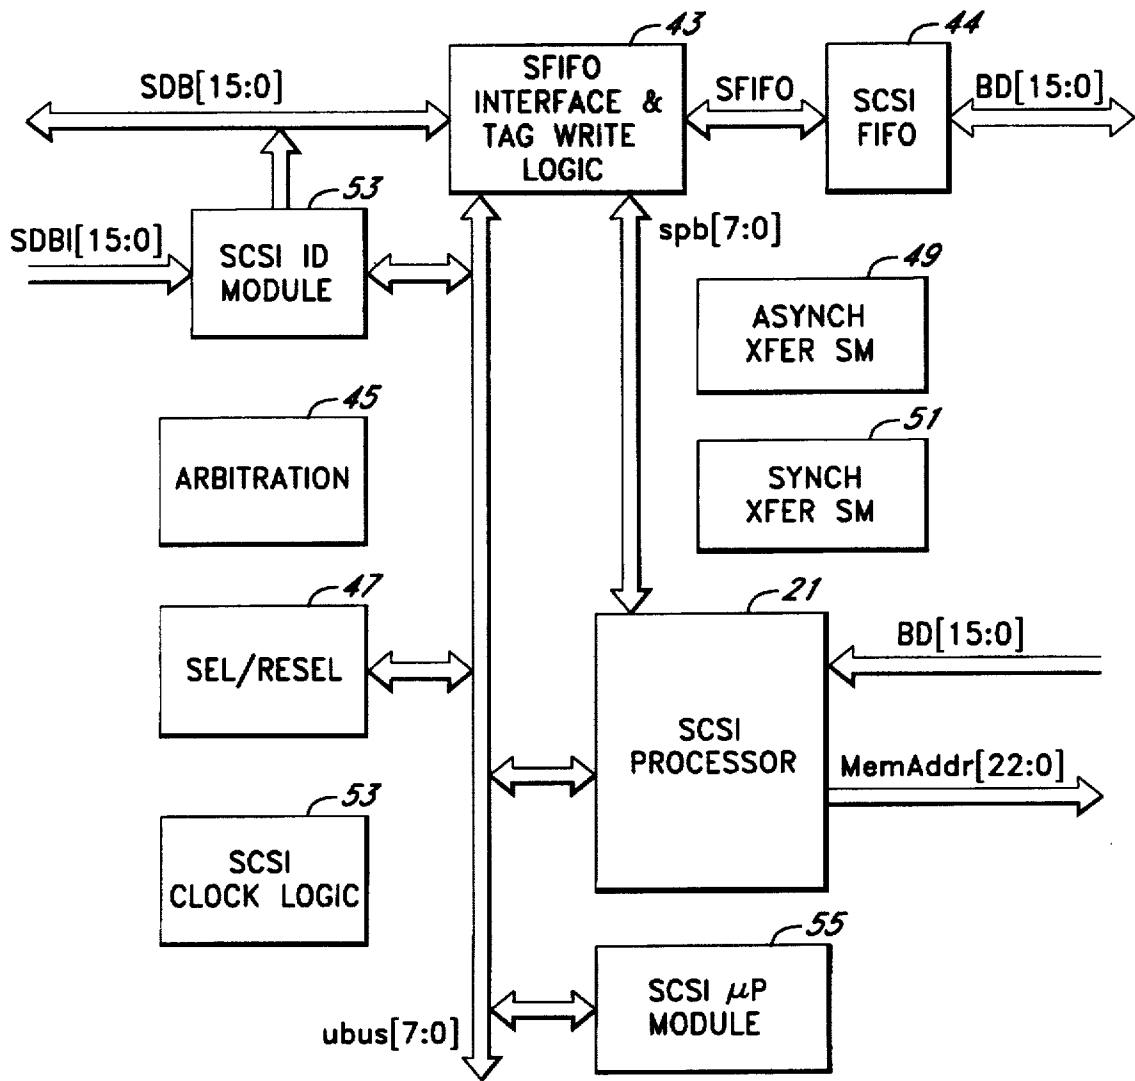 43
44
SDB[15:0]
SFIFO
INTERFACE &
TAG WRITE
LOGIC
SFIFO
SCSI
FIFO
BD[15:0]
53
SDBI[15:0]
SCSI ID
MODULE
spb[7:0]
49
ASYNCH
XFER SM
45
ARBITRATION
51
SYNCH
XFER SM
47
SEL/RESEL
21
SCSI
PROCESSOR
BD[15:0]
MemAddr[22:0]
53
SCSI
CLOCK LOGIC
55
SCSI μP
MODULE
ubus[7:0]